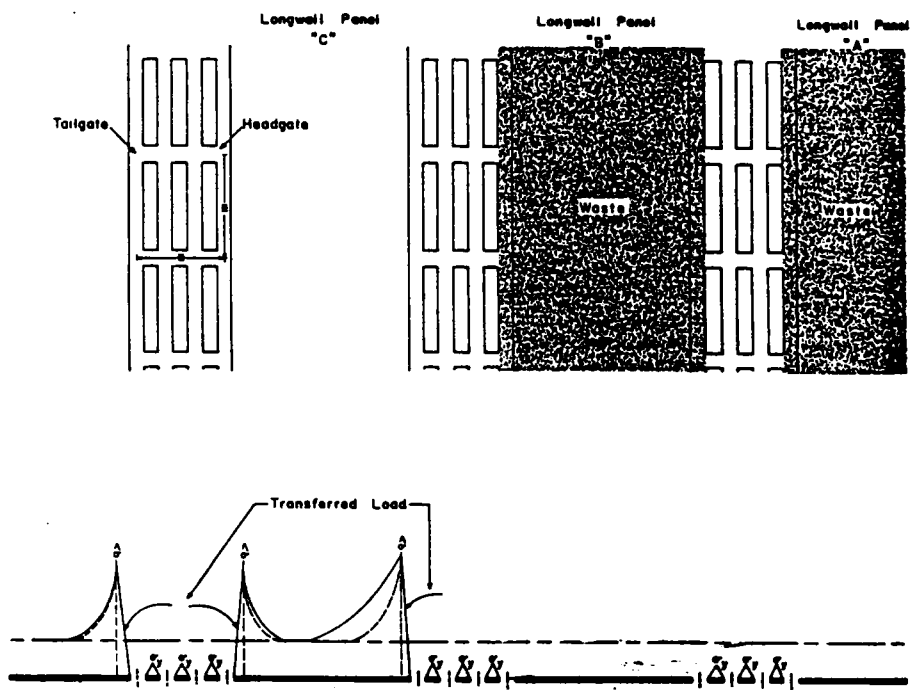 Longwall Panel
"C"
Longwall Panel
"B"
Longwall Panel
"A"
Tailgate
Headgate
Waste
Waste
Transferred Load